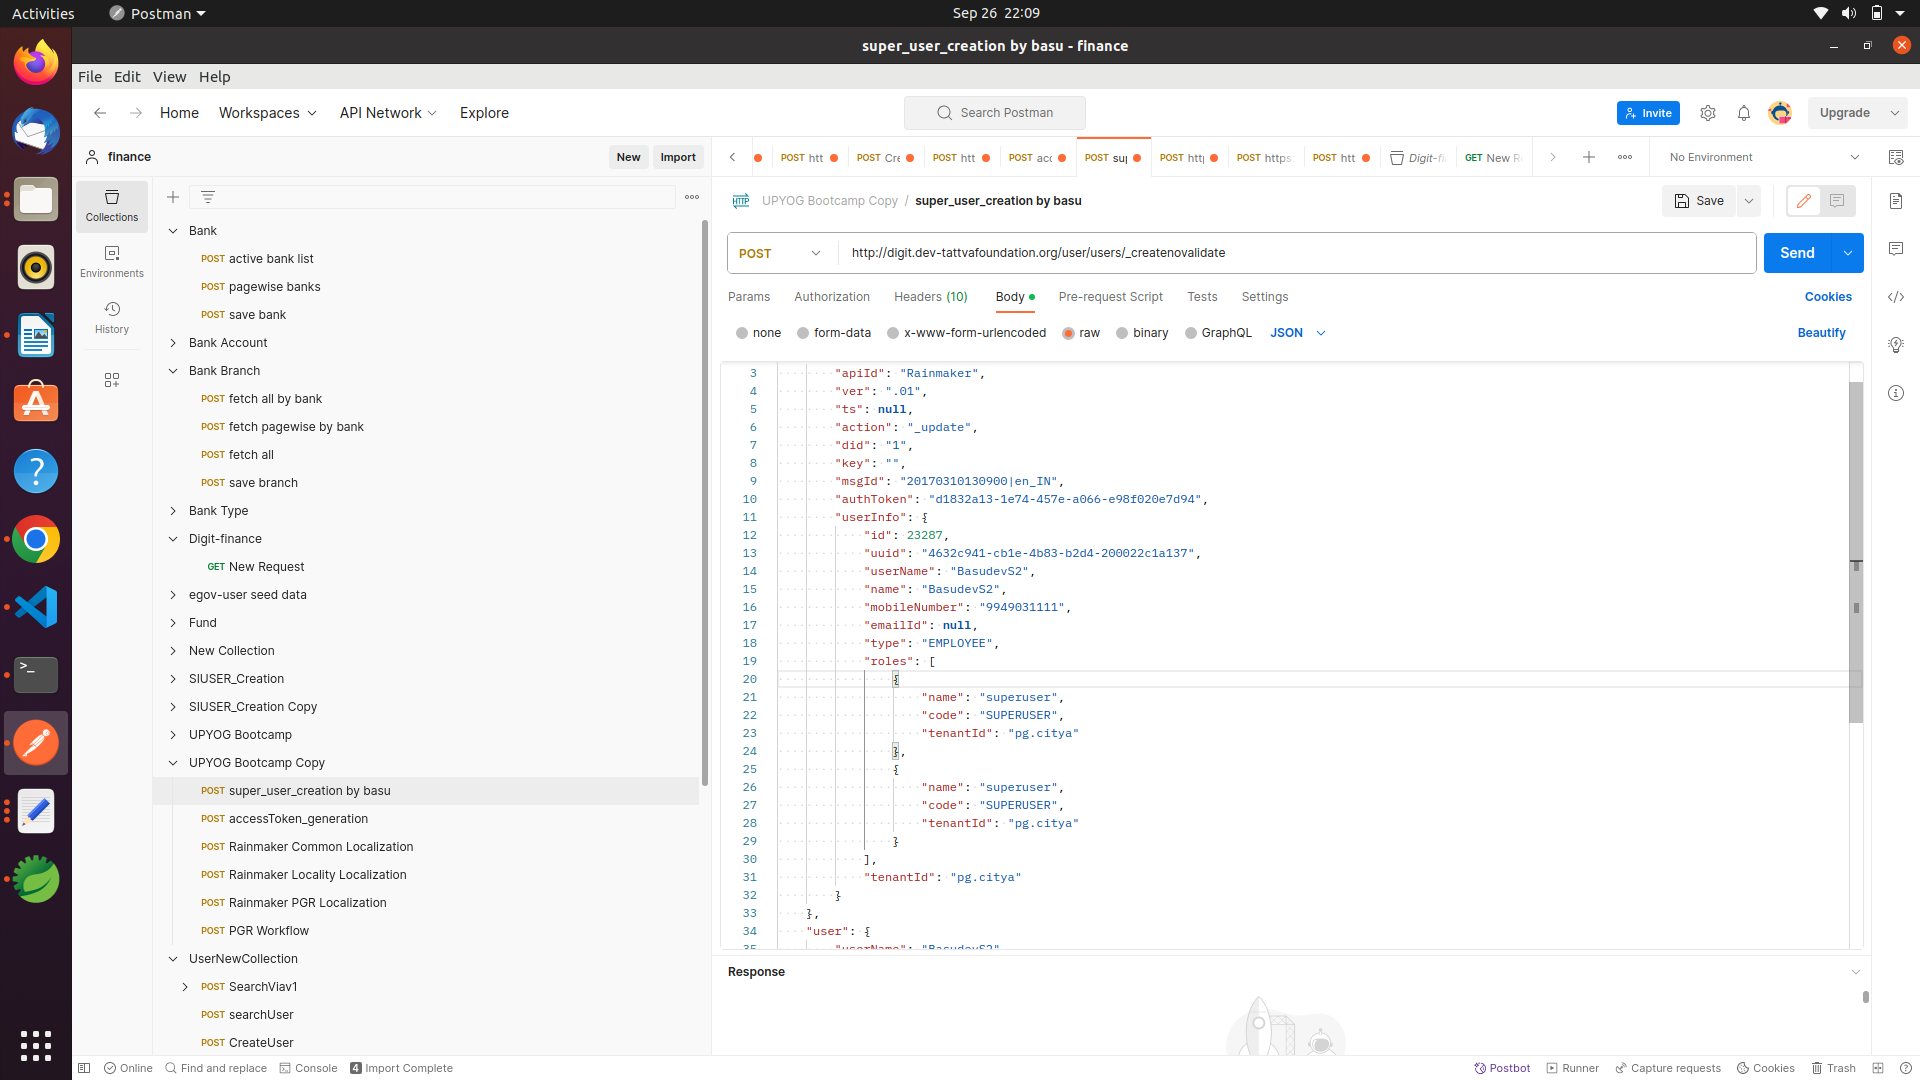 Activities
Postman
Sep 26 22:09
super_user_creation by basu - finance
File Edit View Help
Home Workspaces API Network Explore
Search Postman
Invite
Upgrade
finance
New
Import
POST htt
POST Cre
POST htt
POST acc
POST sup
POST http
POST https
POST htt
Digit-fi
GET New R
No Environment
Collections
Environments
History
Bank
POST active bank list
POST pagewise banks
POST save bank
Bank Account
Bank Branch
POST fetch all by bank
POST fetch pagewise by bank
POST fetch all
POST save branch
Bank Type
Digit-finance
GET New Request
egov-user seed data
Fund
New Collection
SIUSER_Creation
SIUSER_Creation Copy
UPYOG Bootcamp
UPYOG Bootcamp Copy
POST super_user_creation by basu
POST accessToken_generation
POST Rainmaker Common Localization
POST Rainmaker Locality Localization
POST Rainmaker PGR Localization
POST PGR Workflow
UserNewCollection
POST SearchViav1
POST searchUser
POST CreateUser
HTTP UPYOG Bootcamp Copy / super_user_creation by basu
Save
POST http://digit.dev-tattvafoundation.org/user/users/_createnovalidate
Send
Params Authorization Headers (10) Body Pre-request Script Tests Settings
Cookies
none form-data x-www-form-urlencoded raw binary GraphQL JSON
Beautify
3 "apiId": "Rainmaker",
4 "ver": ".01",
5 "ts": null,
6 "action": "_update",
7 "did": "1",
8 "key": "",
9 "msgId": "20170310130900|en_IN",
10 "authToken": "d1832a13-1e74-457e-a066-e98f020e7d94",
11 "userInfo": {
12 "id": 23287,
13 "uuid": "4632c941-cb1e-4b83-b2d4-200022c1a137",
14 "userName": "BasudevS2",
15 "name": "BasudevS2",
16 "mobileNumber": "9949031111",
17 "emailId": null,
18 "type": "EMPLOYEE",
19 "roles": [
20 {
21 "name": "superuser",
22 "code": "SUPERUSER",
23 "tenantId": "pg.citya"
24 },
25 {
26 "name": "superuser",
27 "code": "SUPERUSER",
28 "tenantId": "pg.citya"
29 }
30 ],
31 "tenantId": "pg.citya"
32 }
33 },
34 "user": {
35 "userName": "BasudevS2",
Response
Online
Find and replace
Console
4 Import Complete
Postbot
Runner
Capture requests
Cookies
Trash